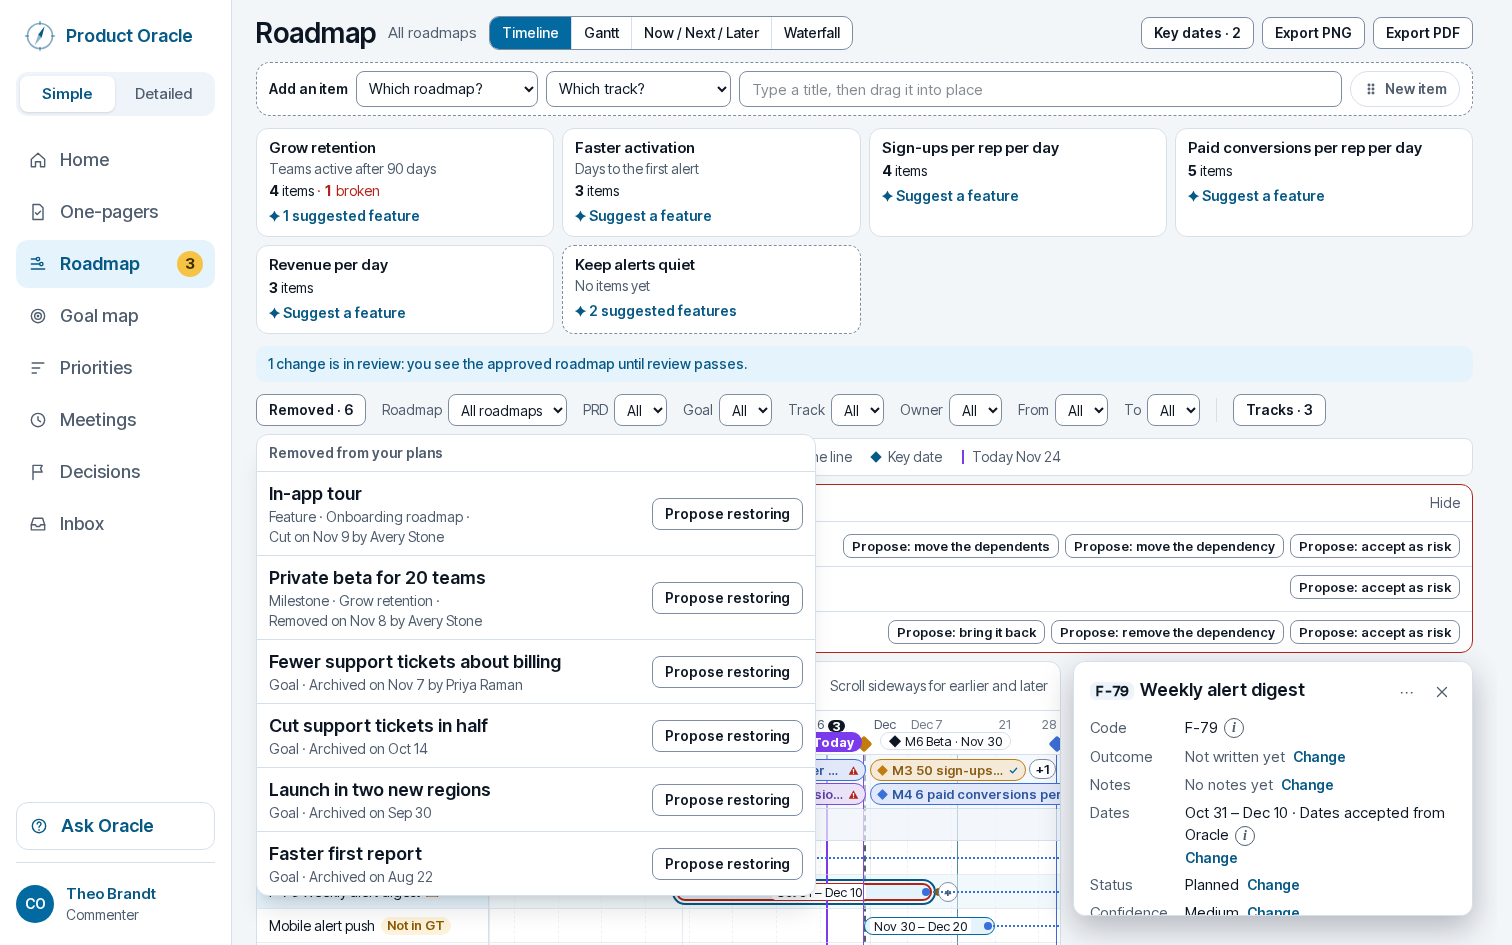 Product Oracle
Simple Detailed
Home
One-pagers
Roadmap 3
Goal map
Priorities
Meetings
Decisions
Inbox
Ask Oracle
CO Theo Brandt
Commenter
Roadmap All roadmaps Timeline Gantt Now / Next / Later Waterfall Key dates · 2 Export PNG Export PDF
Add an item Which roadmap? Which track? Type a title, then drag it into place New item
Grow retention
Teams active after 90 days
4 items · 1 broken
1 suggested feature
Faster activation
Days to the first alert
3 items
Suggest a feature
Sign-ups per rep per day
4 items
Suggest a feature
Paid conversions per rep per day
5 items
Suggest a feature
Revenue per day
3 items
Suggest a feature
Keep alerts quiet
No items yet
2 suggested features
1 change is in review: you see the approved roadmap until review passes.
Removed · 6 Roadmap All roadmaps PRD All Goal All Track All Owner All From All To All Tracks · 3
Removed from your plans
In-app tour
Feature · Onboarding roadmap ·
Cut on Nov 9 by Avery Stone
Propose restoring
Private beta for 20 teams
Milestone · Grow retention ·
Removed on Nov 8 by Avery Stone
Propose restoring
Fewer support tickets about billing
Goal · Archived on Nov 7 by Priya Raman
Propose restoring
Cut support tickets in half
Goal · Archived on Oct 14
Propose restoring
Launch in two new regions
Goal · Archived on Sep 30
Propose restoring
Faster first report
Goal · Archived on Aug 22
Propose restoring
line Key date Today Nov 24
Hide
Propose: move the dependents Propose: move the dependency Propose: accept as risk
Propose: accept as risk
Propose: bring it back Propose: remove the dependency Propose: accept as risk
Scroll sideways for earlier and later
6 3 Dec Dec 7 21 28
Today M6 Beta · Nov 30
M3 50 sign-ups... +1
M4 6 paid conversions per
Dec 10 +
Mobile alert push Not in GT Nov 30 – Dec 20
F-79 Weekly alert digest ...
Code F-79 i
Outcome Not written yet Change
Notes No notes yet Change
Dates Oct 31 – Dec 10 · Dates accepted from
Oracle i
Change
Status Planned Change
Confidence Medium Change